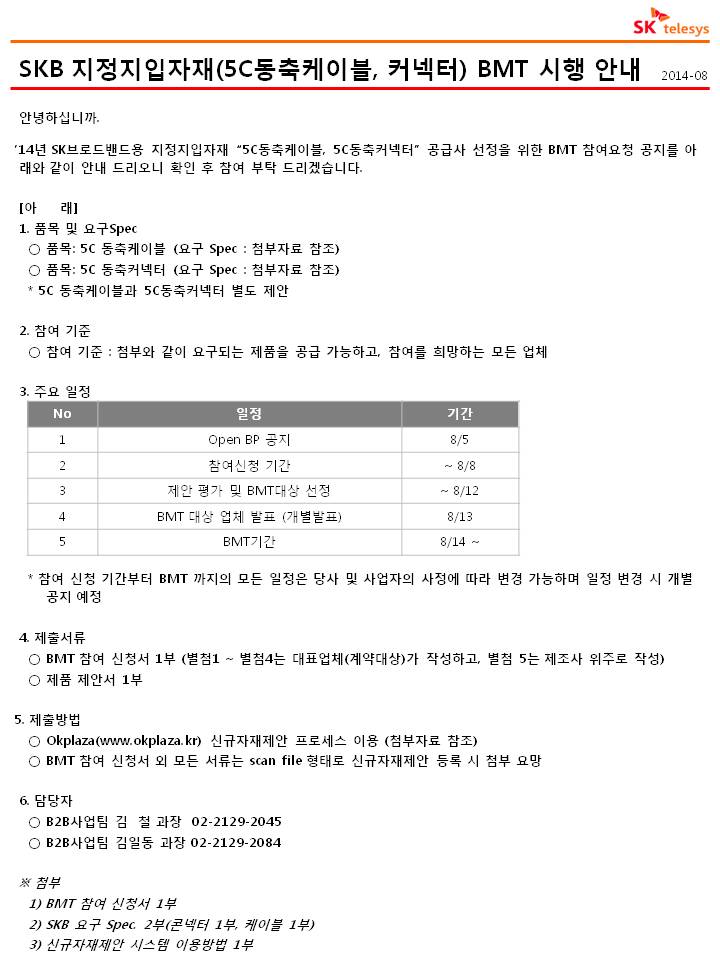 SK telesys
SKB 지정지입자재(5C동축케이블, 커넥터) BMT 시행 안내 2014-08
안녕하십니까.
'14년 SK브로드밴드용 지정지입자재 "5C동축케이블, 5C동축커넥터" 공급사 선정을 위한 BMT 참여요청 공지를 아
래와 같이 안내 드리오니 확인 후 참여 부탁 드리겠습니다.
[아 래]
1. 품목 및 요구Spec
○ 품목: 5C 동축케이블 (요구 Spec : 첨부자료 참조)
○ 품목: 5C 동축커넥터 (요구 Spec : 첨부자료 참조)
* 5C 동축케이블과 5C동축커넥터 별도 제안
2. 참여 기준
○ 참여 기준 : 첨부와 같이 요구되는 제품을 공급 가능하고, 참여를 희망하는 모든 업체
3. 주요 일정
No 일정 기간
1 Open BP 공지 8/5
2 참여신청 기간 ~ 8/8
3 제안 평가 및 BMT대상 선정 ~ 8/12
4 BMT 대상 업체 발표 (개별발표) 8/13
5 BMT기간 8/14 ~
* 참여 신청 기간부터 BMT 까지의 모든 일정은 당사 및 사업자의 사정에 따라 변경 가능하며 일정 변경 시 개별
공지 예정
4. 제출서류
○ BMT 참여 신청서 1부 (별첨1 ~ 별첨4는 대표업체(계약대상)가 작성하고, 별첨 5는 제조사 위주로 작성)
○ 제품 제안서 1부
5. 제출방법
○ Okplaza(www.okplaza.kr) 신규자재제안 프로세스 이용 (첨부자료 참조)
○ BMT 참여 신청서 외 모든 서류는 scan file 형태로 신규자재제안 등록 시 첨부 요망
6. 담당자
○ B2B사업팀 김 철 과장 02-2129-2045
○ B2B사업팀 김일동 과장 02-2129-2084
※ 첨부
1) BMT 참여 신청서 1부
2) SKB 요구 Spec. 2부(콘넥터 1부, 케이블 1부)
3) 신규자재제안 시스템 이용방법 1부